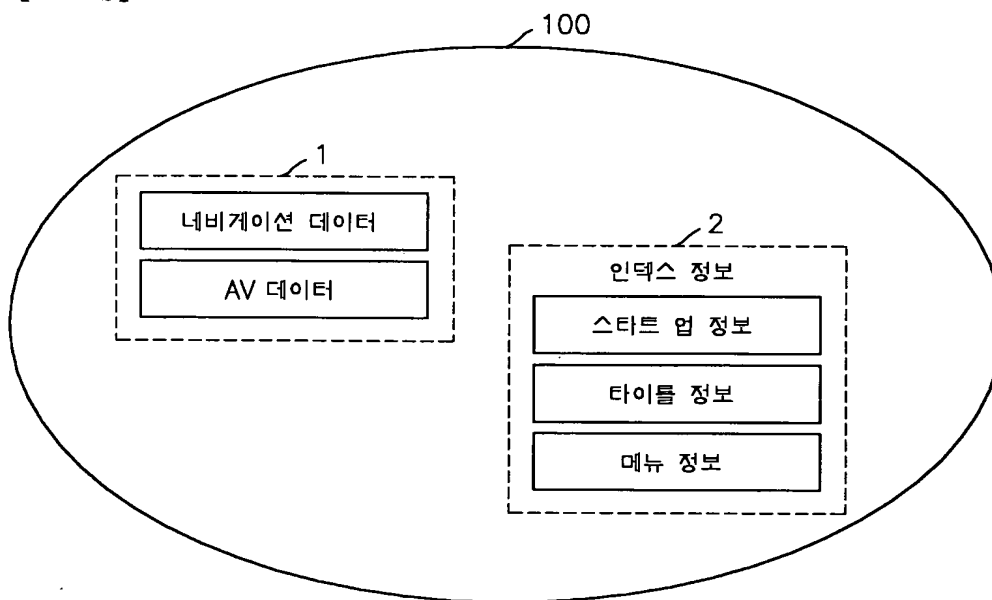 100
1
네비게이션 데이터
AV 데이터
2
인덱스 정보
스타트 업 정보
타이틀 정보
메뉴 정보